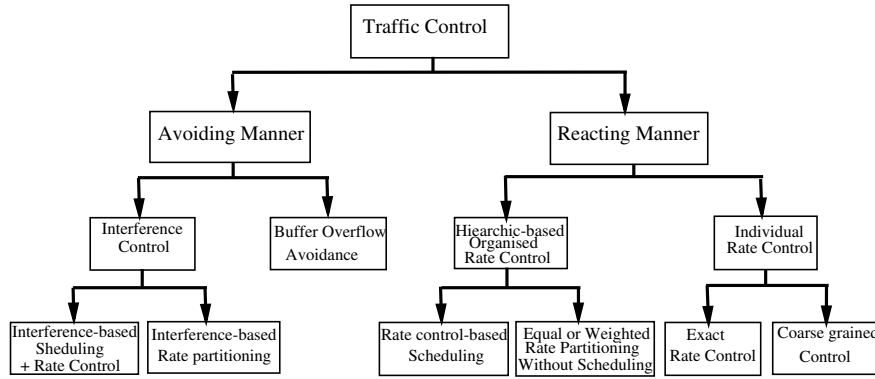 Traffic Control
Avoiding Manner
Reacting Manner
Interference
Control
Buffer Overflow
Avoidance
Hiearchic-based
Organised
Rate Control
Individual
Rate Control
Interference-based
Sheduling
+ Rate Control
Interference-based
Rate partitioning
Rate control-based
Scheduling
Equal or Weighted
Rate Partitioning
Without Scheduling
Exact
Rate Control
Coarse grained
Control